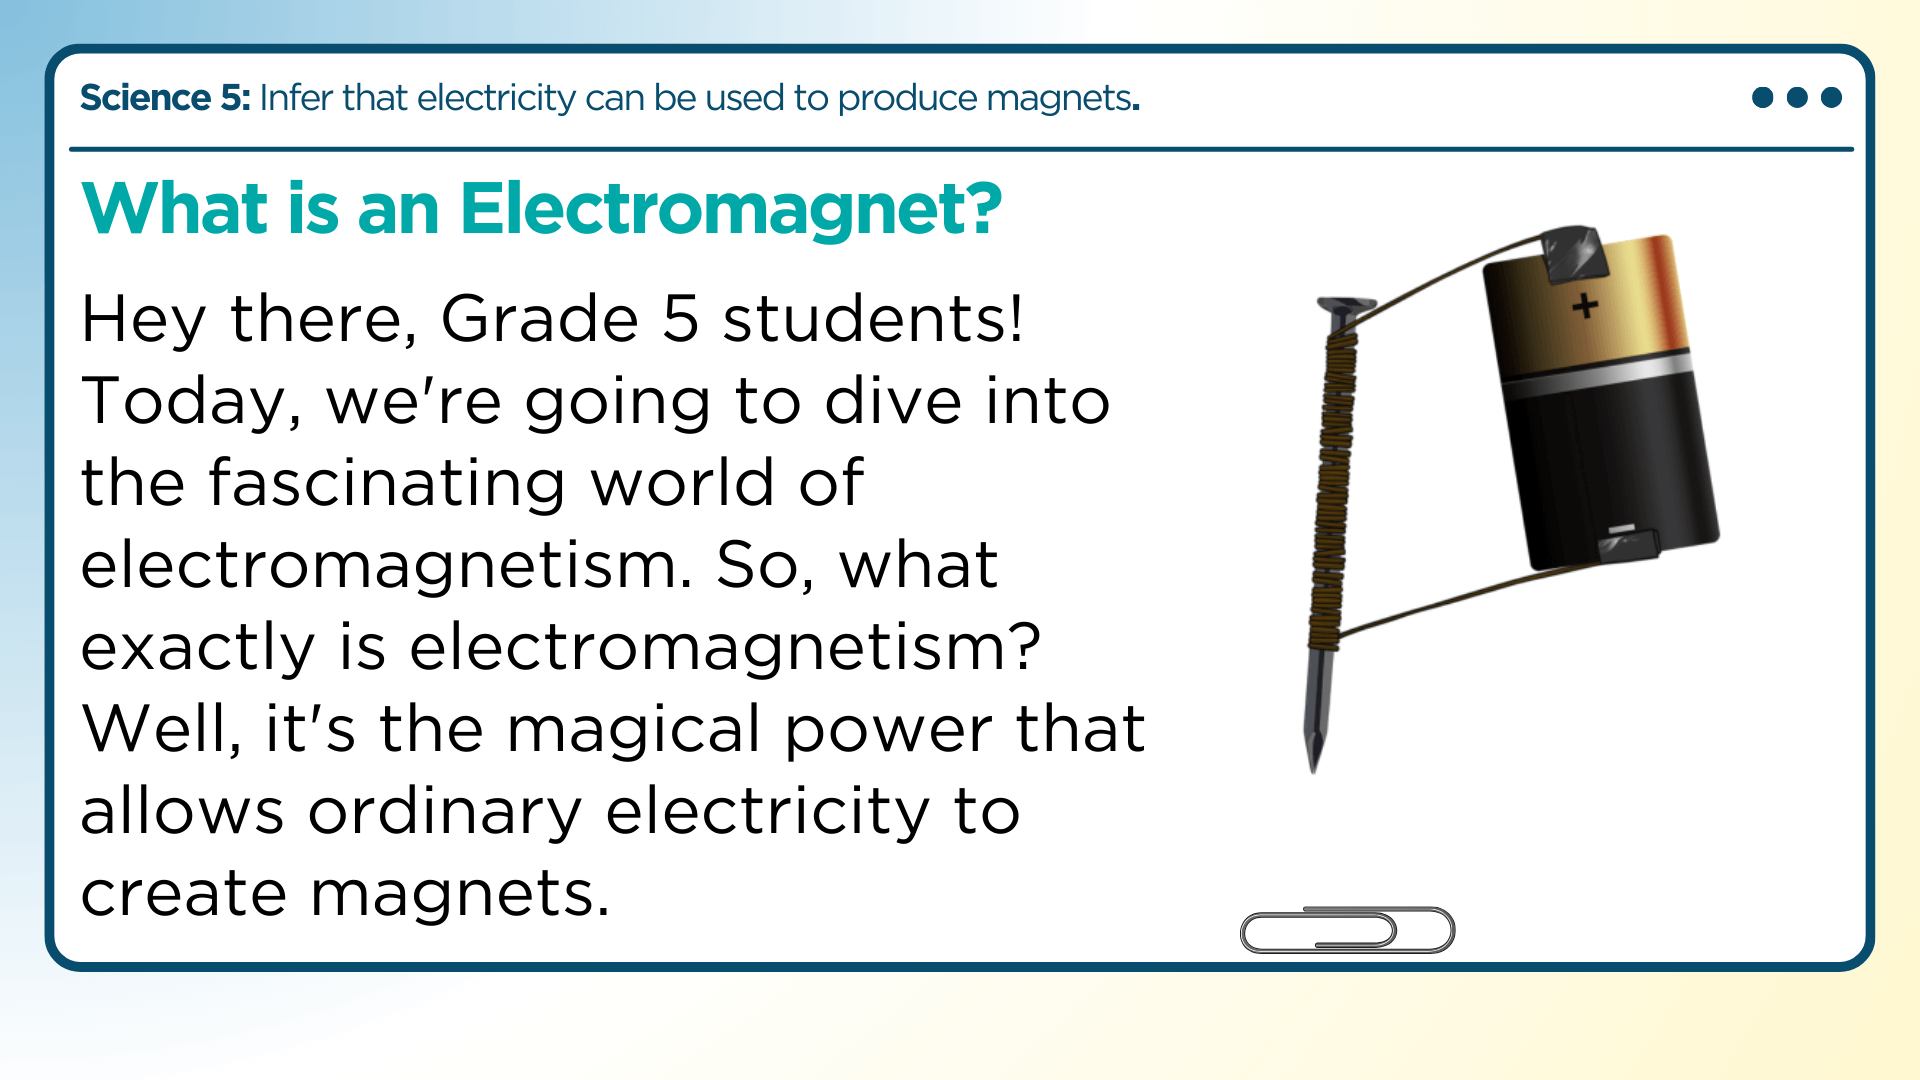 Science 5: Infer that electricity can be used to produce magnets.
What is an Electromagnet?
Hey there, Grade 5 students!
Today, we're going to dive into
the fascinating world of
electromagnetism. So, what
exactly is electromagnetism?
Well, it's the magical power that
allows ordinary electricity to
create magnets.
+